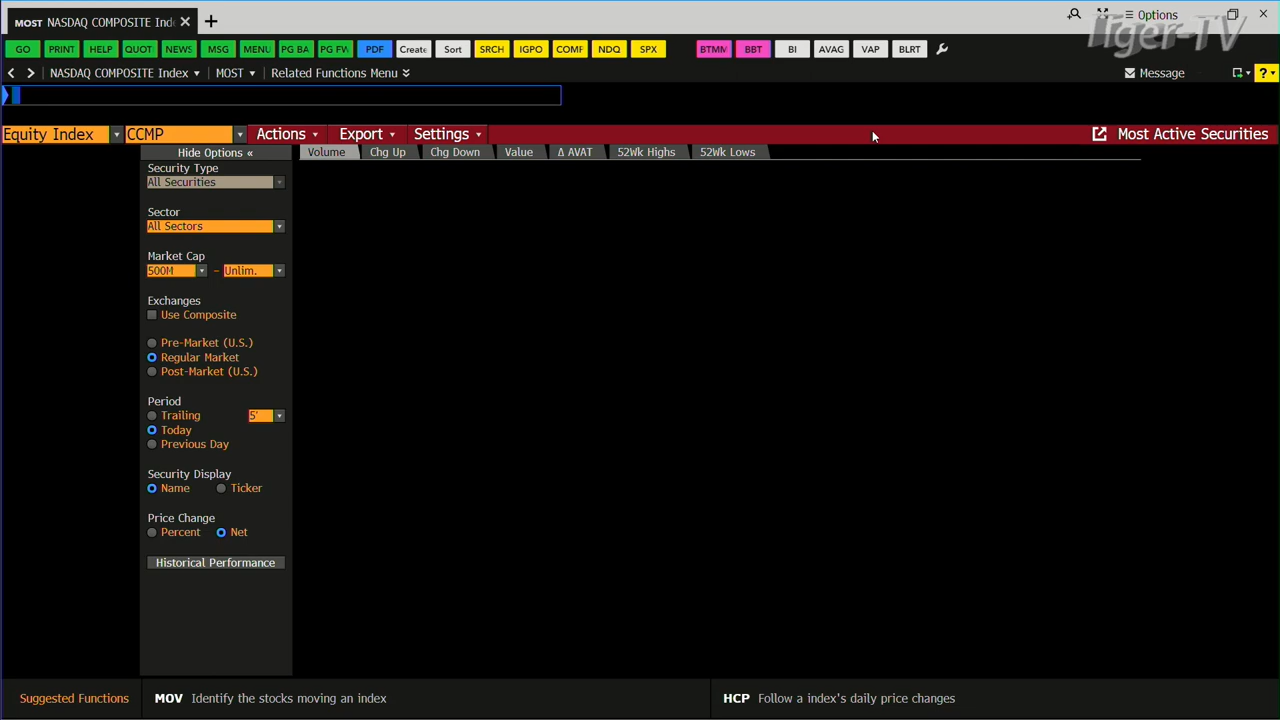 MOST NASDAQ COMPOSITE Inde
Options
Tiger-TV
GO PRINT HELP QUOT NEWS MSG MENU PG BA PG FW PDF Create Sort SRCH IGPO COMF NDQ SPX BTMM BBT BI AVAG VAP BLRT
NASDAQ COMPOSITE Index MOST Related Functions Menu Message ?
Equity Index CCMP Actions Export Settings Most Active Securities
Hide Options « Volume Chg Up Chg Down Value Δ AVAT 52Wk Highs 52Wk Lows
Security Type
All Securities
Sector
All Sectors
Market Cap
500M – Unlim.
Exchanges
Use Composite
Pre-Market (U.S.)
Regular Market
Post-Market (U.S.)
Period
Trailing 5'
Today
Previous Day
Security Display
Name Ticker
Price Change
Percent Net
Historical Performance
Suggested Functions MOV Identify the stocks moving an index HCP Follow a index's daily price changes